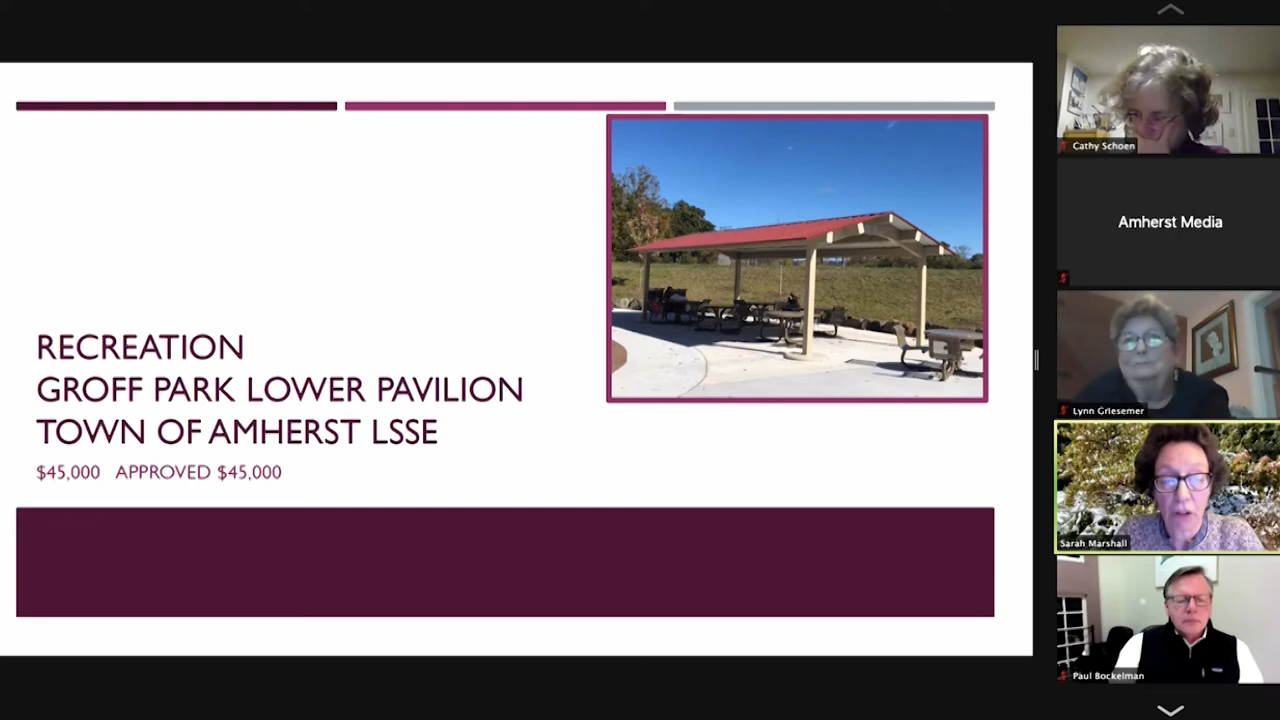 RECREATION
GROFF PARK LOWER PAVILION
TOWN OF AMHERST LSSE
$45,000 APPROVED $45,000
Cathy Schoen
Amherst Media
Lynn Griesemer
Sarah Marshall
Paul Bockelman